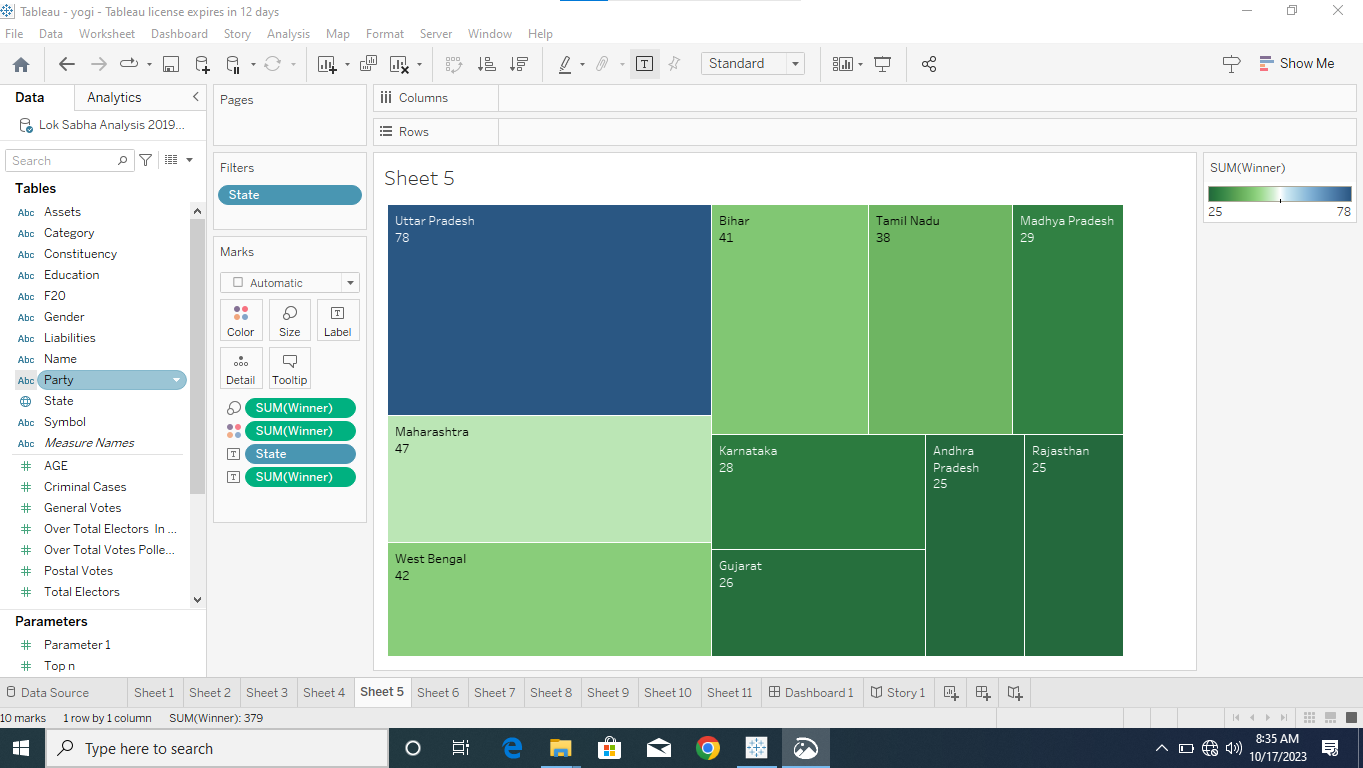 Tableau - yogi - Tableau license expires in 12 days
File Data Worksheet Dashboard Story Analysis Map Format Server Window Help
Standard
Show Me
Data Analytics
Lok Sabha Analysis 2019...
Search
Tables
Abc Assets
Abc Category
Abc Constituency
Abc Education
Abc F20
Abc Gender
Abc Liabilities
Abc Name
Abc Party
State
Abc Symbol
Abc Measure Names
# AGE
# Criminal Cases
# General Votes
# Over Total Electors In ...
# Over Total Votes Polle...
# Postal Votes
# Total Electors
Parameters
# Parameter 1
# Top n
Pages
Filters
State
Marks
Automatic
Color Size Label
Detail Tooltip
SUM(Winner)
SUM(Winner)
T State
T SUM(Winner)
Columns
Rows
Sheet 5
Uttar Pradesh
78
Maharashtra
47
West Bengal
42
Bihar
41
Tamil Nadu
38
Madhya Pradesh
29
Karnataka
28
Gujarat
26
Andhra
Pradesh
25
Rajasthan
25
SUM(Winner)
25 78
Data Source Sheet 1 Sheet 2 Sheet 3 Sheet 4 Sheet 5 Sheet 6 Sheet 7 Sheet 8 Sheet 9 Sheet 10 Sheet 11 Dashboard 1 Story 1
10 marks 1 row by 1 column SUM(Winner): 379
Type here to search
8:35 AM
10/17/2023